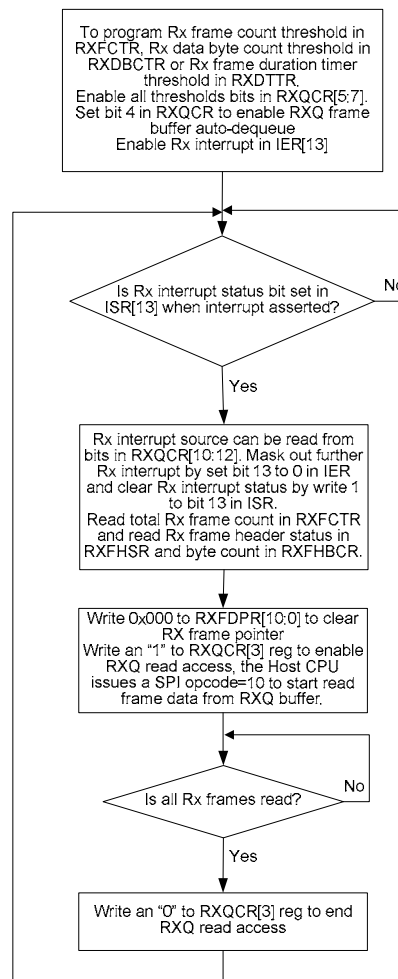 To program Rx frame count threshold in
RXFCTR, Rx data byte count threshold in
RXDBCTR or Rx frame duration timer
threshold in RXDTTR.
Enable all thresholds bits in RXQCR[5:7].
Set bit 4 in RXQCR to enable RXQ frame
buffer auto-dequeue
Enable Rx interrupt in IER[13]
Is Rx interrupt status bit set in
ISR[13] when interrupt asserted?
No
Yes
Rx interrupt source can be read from
bits in RXQCR[10:12]. Mask out further
Rx interrupt by set bit 13 to 0 in IER
and clear Rx interrupt status by write 1
to bit 13 in ISR.
Read total Rx frame count in RXFCTR
and read Rx frame header status in
RXFHSR and byte count in RXFHBCR.
Write 0x000 to RXFDPR[10:0] to clear
RX frame pointer
Write an “1” to RXQCR[3] reg to enable
RXQ read access, the Host CPU
issues a SPI opcode=10 to start read
frame data from RXQ buffer.
Is all Rx frames read?
No
Yes
Write an “0” to RXQCR[3] reg to end
RXQ read access